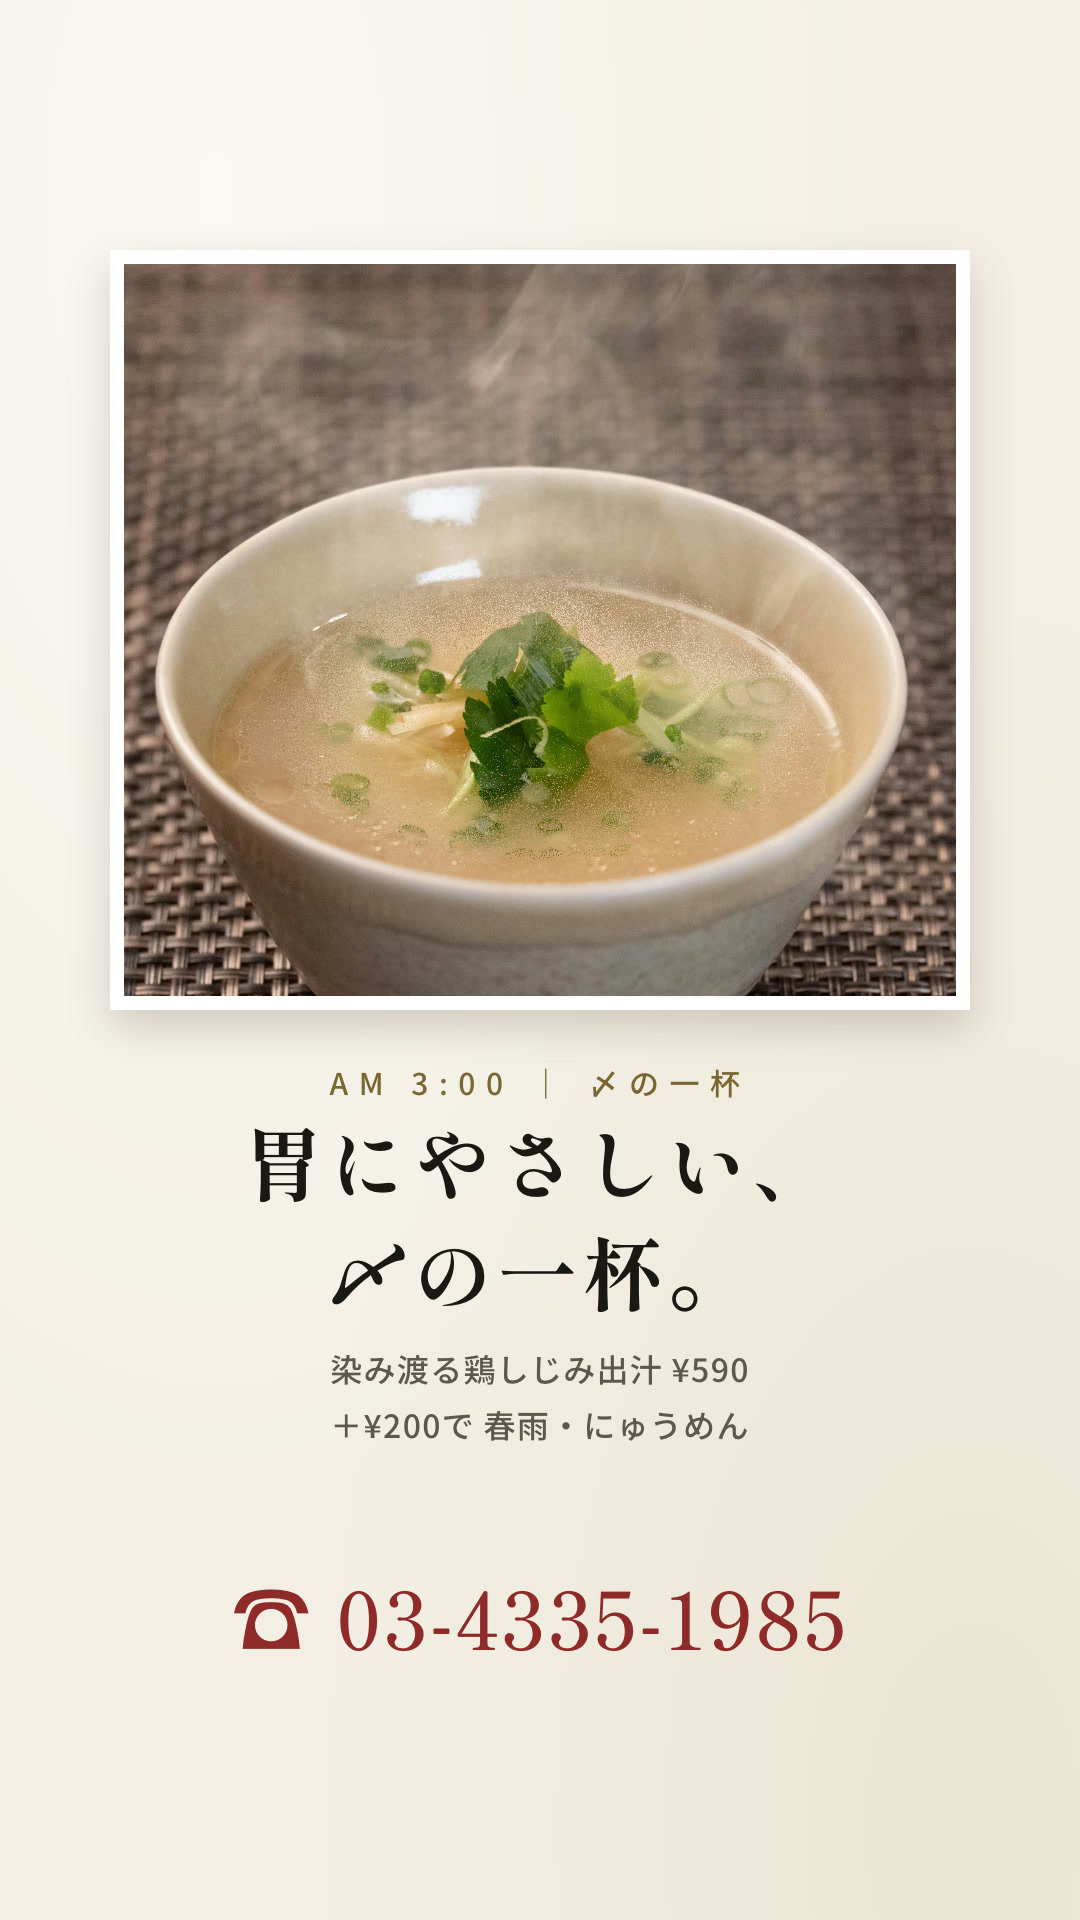 AM 3:00 ｜ 〆の一杯
胃にやさしい、
〆の一杯。
染み渡る鶏しじみ出汁 ¥590
＋¥200で 春雨・にゅうめん
☎ 03-4335-1985